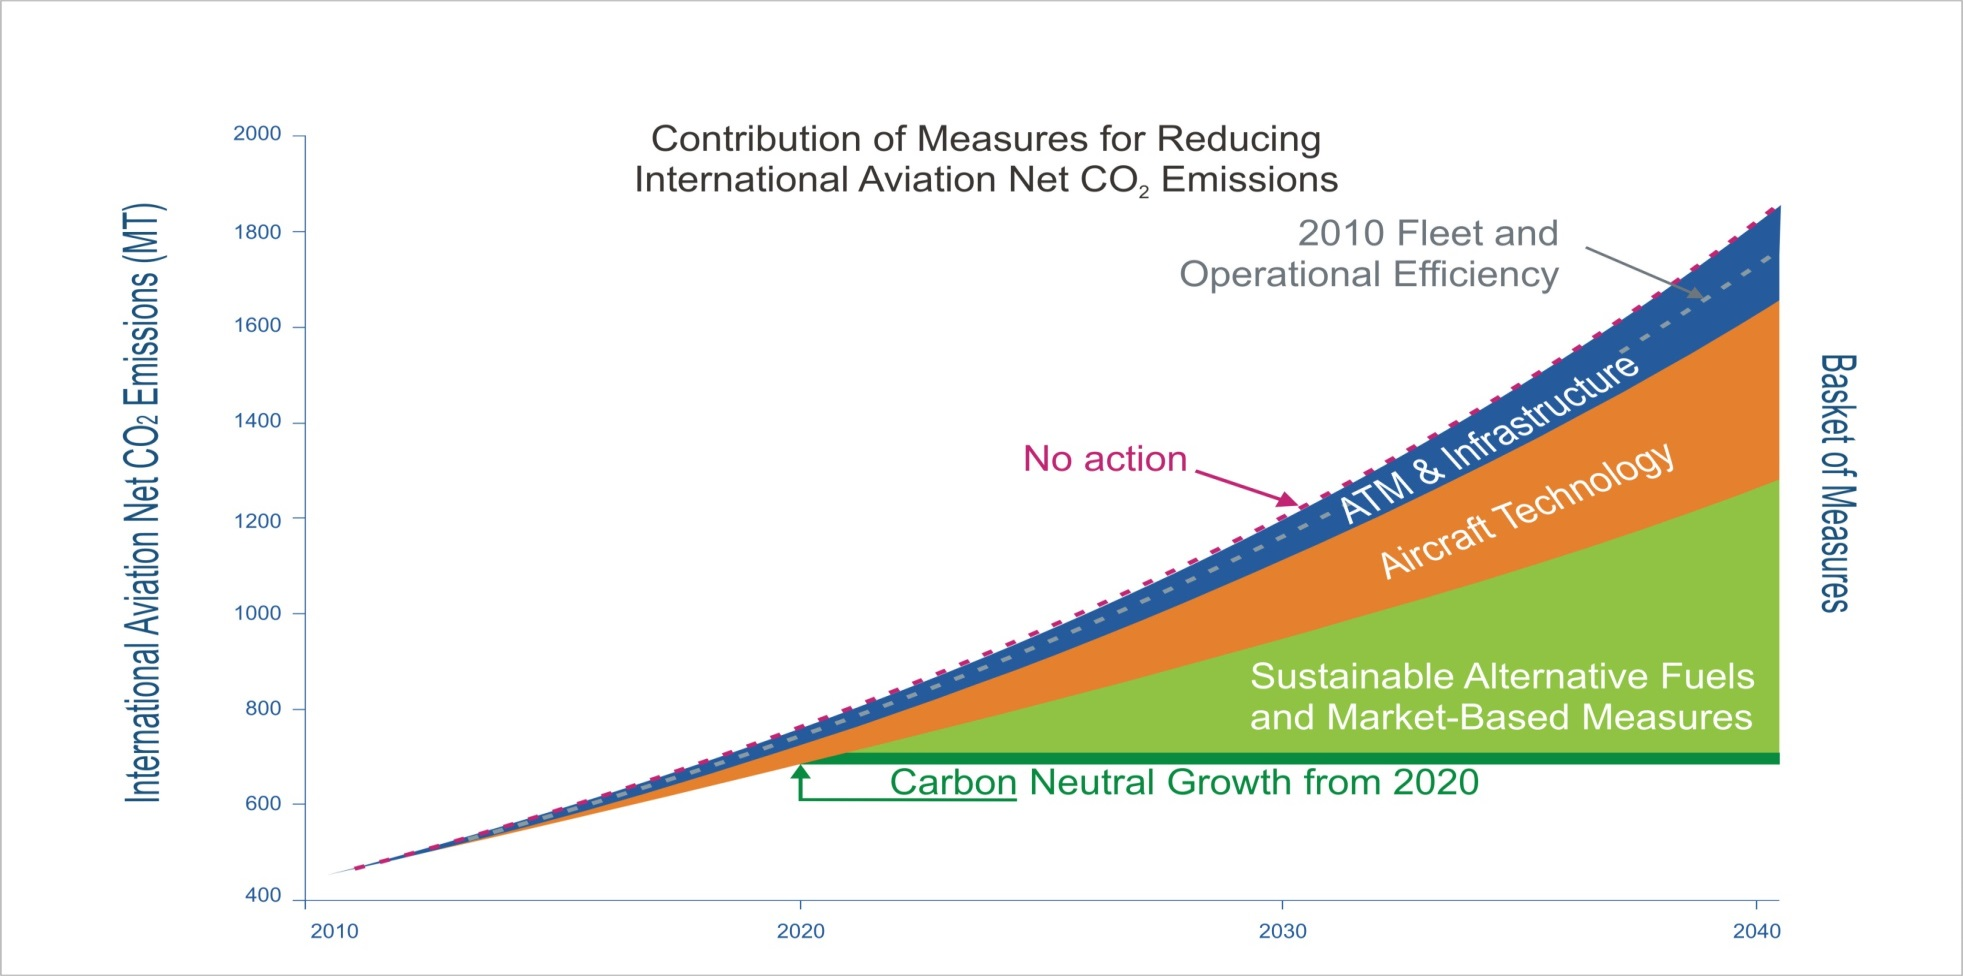 Contribution of Measures for Reducing
International Aviation Net CO₂ Emissions
International Aviation Net CO₂ Emissions (MT)
2000
1800
1600
1400
1200
1000
800
600
400
2010
2020
2030
2040
2010 Fleet and
Operational Efficiency
No action
ATM & Infrastructure
Aircraft Technology
Sustainable Alternative Fuels
and Market-Based Measures
Carbon Neutral Growth from 2020
Basket of Measures